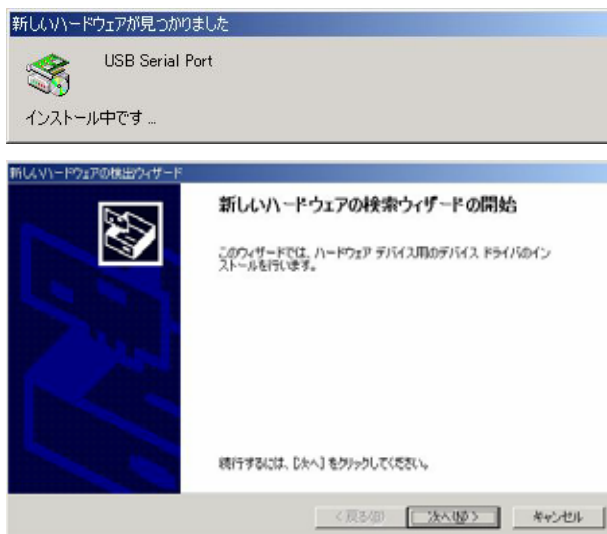 新しいハードウェアが見つかりました
USB Serial Port
インストール中です ...
新しいハードウェアの検出ウィザード
新しいハードウェアの検索ウィザードの開始
このウィザードでは、ハードウェア デバイス用のデバイス ドライバのイン
ストールを行います。
続行するには、[次へ] をクリックしてください。
< 戻る(B)
次へ(N) >
キャンセル